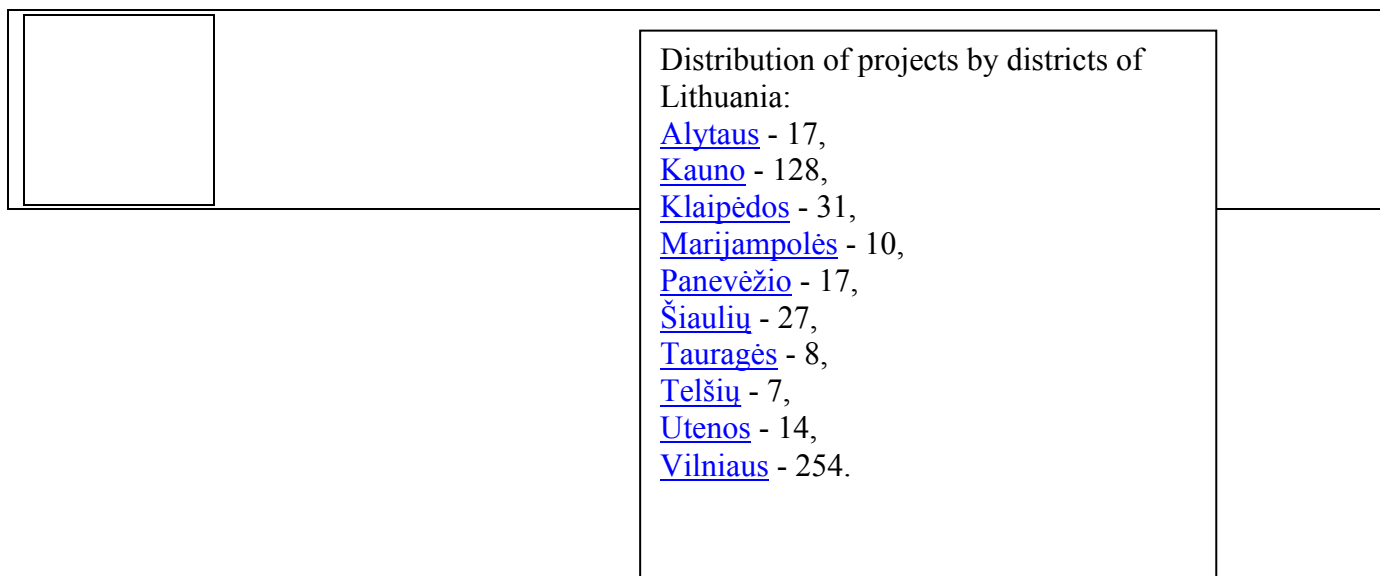 Distribution of projects by districts of
Lithuania:
Alytaus - 17,
Kauno - 128,
Klaipėdos - 31,
Marijampolės - 10,
Panevėžio - 17,
Šiaulių - 27,
Tauragės - 8,
Telšių - 7,
Utenos - 14,
Vilniaus - 254.